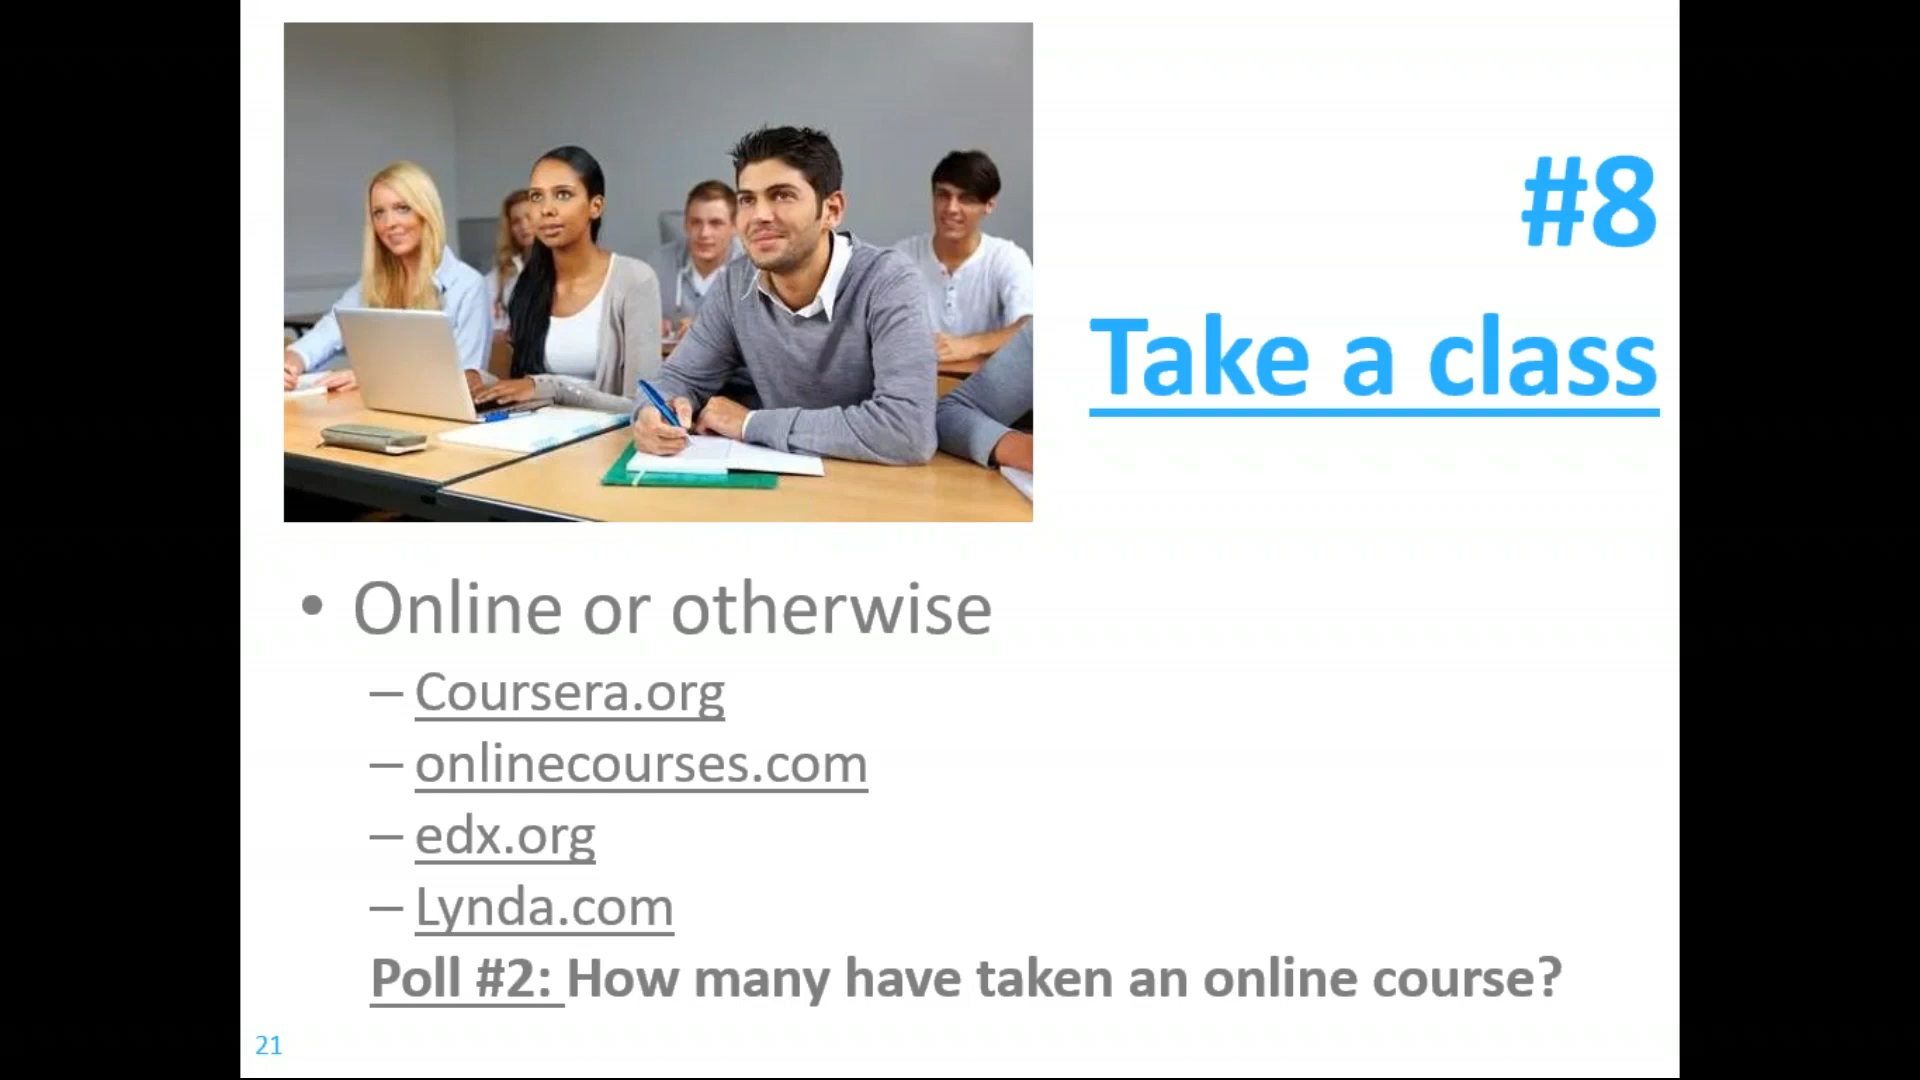 #8
Take a class
• Online or otherwise
– Coursera.org
– onlinecourses.com
– edx.org
– Lynda.com
Poll #2: How many have taken an online course?
21